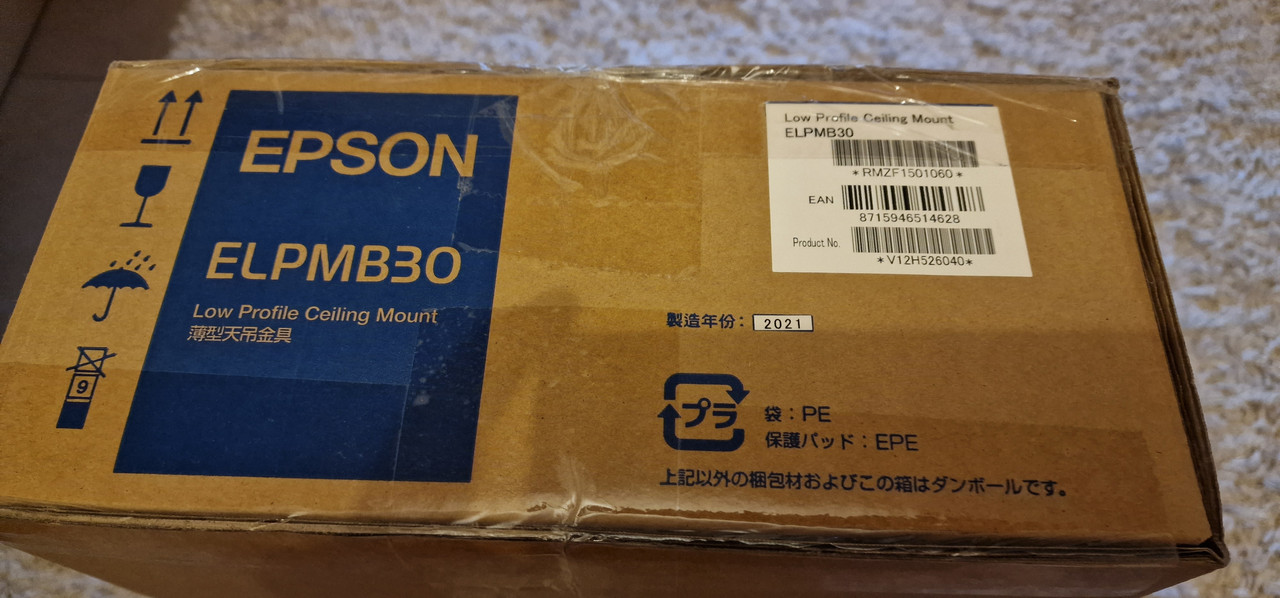 EPSON
ELPMB30
Low Profile Ceiling Mount
薄型天吊金具
9
Low Profile Ceiling Mount
ELPMB30
*RMZF1501060*
EAN
8715946514628
Product No.
*V12H526040*
製造年份： 2021
プラ
袋：PE
保護パッド：EPE
上記以外の梱包材およびこの箱はダンボールです。